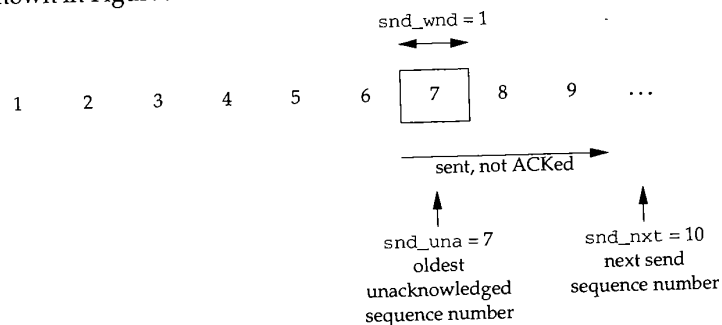 snd_wnd = 1
1 2 3 4 5 6 7 8 9 ...
sent, not ACKed
snd_una = 7
oldest
unacknowledged
sequence number
snd_nxt = 10
next send
sequence number